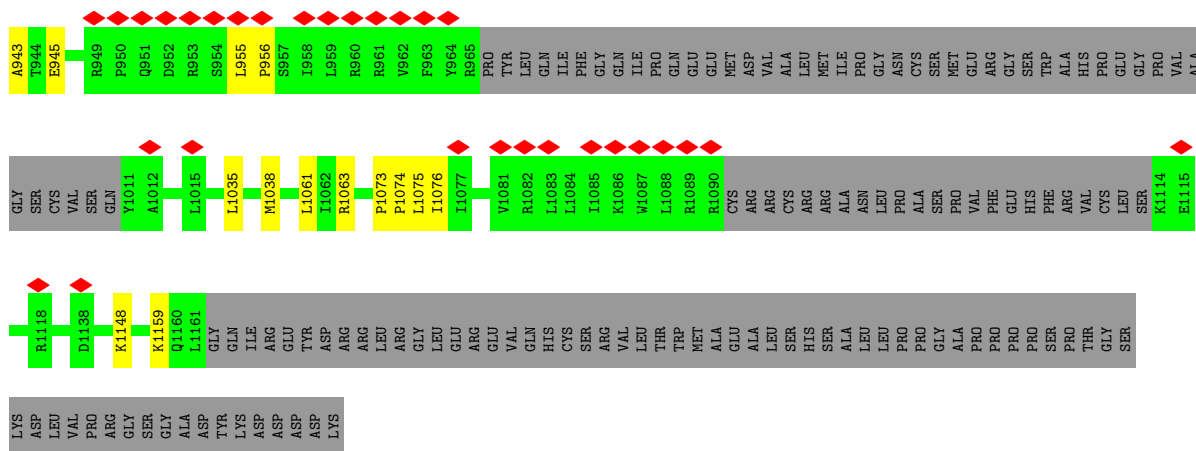 A943 T944 E945 R949 P950 Q951 D952 R953 S954 L955 P956 S957 I958 L959 R960 R961 V962 F963 Y964 R965 PRO TYR LEU GLN ILE PHE GLY GLN ILE PRO GLN GLU GLU MET ASP VAL ALA LEU MET ILE PRO GLY ASN CYS SER MET GLU ARG GLY SER TRP ALA HIS PRO GLU GLY PRO VAL ALA
GLY SER CYS VAL SER GLN Y1011 A1012 L1015 L1035 M1038 L1061 I1062 R1063 P1073 P1074 L1075 I1076 I1077 V1081 R1082 L1083 L1084 I1085 K1086 W1087 L1088 R1089 R1090 CYS ARG ARG CYS ARG ARG ALA ASN LEU PRO ALA SER PRO VAL PHE GLU HIS PHE ARG VAL CYS LEU SER K1114 E1115
R1118 D1138 K1148 K1159 Q1160 L1161 GLY GLN ILE ARG GLU TYR ASP ARG ARG LEU ARG GLY LEU GLU ARG GLU VAL GLN HIS CYS SER ARG VAL LEU THR TRP MET ALA GLU ALA LEU SER HIS SER ALA LEU LEU PRO PRO GLY ALA PRO PRO PRO PRO SER PRO THR GLY SER
LYS ASP LEU VAL PRO ARG GLY SER GLY ALA ASP TYR LYS ASP ASP ASP ASP LYS